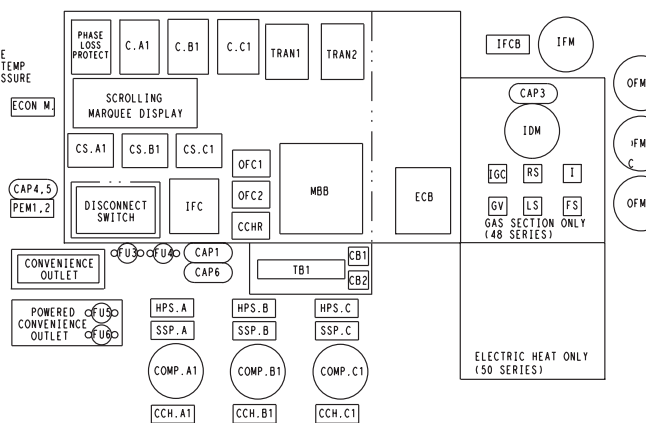 PHASE
LOSS
PROTECT
C.A1
C.B1
C.C1
TRAN1
TRAN2
IFCB
IFM
E
TEMP
SSURE
OFM
ECON M.
SCROLLING
MARQUEE DISPLAY
CAP3
IDM
CS.A1
CS.B1
CS.C1
OFC1
OFC2
CCHR
MBB
ECB
FM
C
IGC
RS
I
CAP4,5
PEM1,2
DISCONNECT
SWITCH
IFC
OFM
GV
LS
FS
GAS SECTION ONLY
(48 SERIES)
FU3
FU4
CAP1
CAP6
CONVENIENCE
OUTLET
TB1
CB1
CB2
POWERED
CONVENIENCE
OUTLET
FU5
FU6
HPS.A
HPS.B
HPS.C
SSP.A
SSP.B
SSP.C
COMP.A1
COMP.B1
COMP.C1
ELECTRIC HEAT ONLY
(50 SERIES)
CCH.A1
CCH.B1
CCH.C1